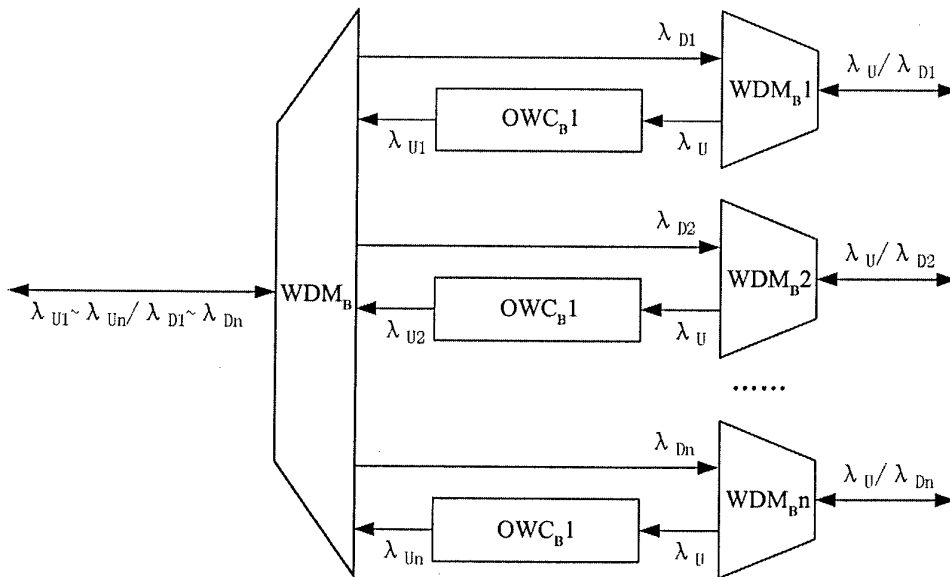 λ D1
WDMB1
λ U/ λ D1
OWCB1
λ U1
λ U
λ D2
WDMB2
λ U/ λ D2
WDMB
OWCB1
λ U1~ λ Un/ λ D1~ λ Dn
λ U2
λ U
……
λ Dn
WDMBn
λ U/ λ Dn
OWCB1
λ Un
λ U